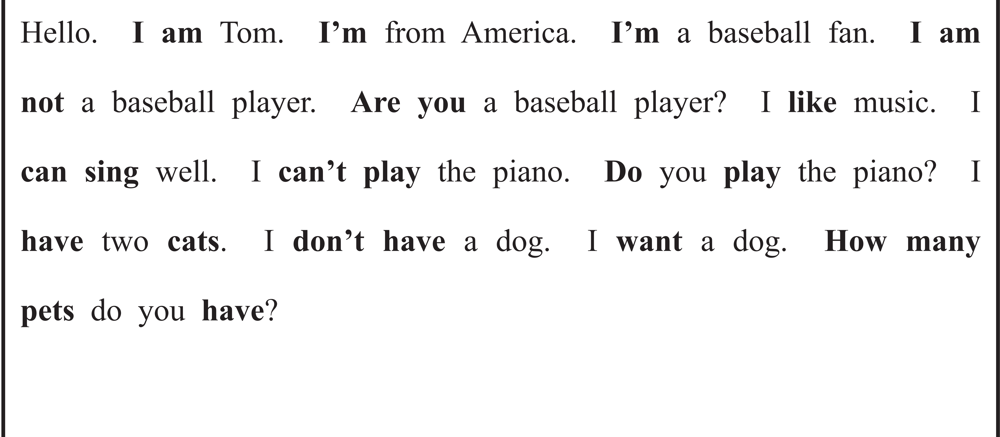 Hello. I am Tom. I’m from America. I’m a baseball fan. I am
not a baseball player. Are you a baseball player? I like music. I
can sing well. I can’t play the piano. Do you play the piano? I
have two cats. I don’t have a dog. I want a dog. How many
pets do you have?